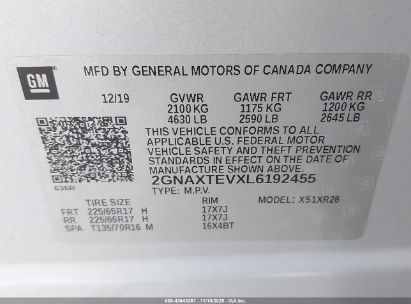 GM
MFD BY GENERAL MOTORS OF CANADA COMPANY
12/19 GVWR GAWR FRT GAWR RR
2100 KG 1175 KG 1200 KG
4630 LB 2590 LB 2645 LB
THIS VEHICLE CONFORMS TO ALL
APPLICABLE U.S. FEDERAL MOTOR
VEHICLE SAFETY AND THEFT PREVENTION
STANDARDS IN EFFECT ON THE DATE OF
MANUFACTURE SHOWN ABOVE.
2GNAXTEVXL6192455
636R TYPE: M.P.V.
TIRE SIZE RIM MODEL: X51XR26
FRT 225/65R17 H 17X7J
RR 225/65R17 H 17X7J
SPA T135/70R16 M 16X4BT